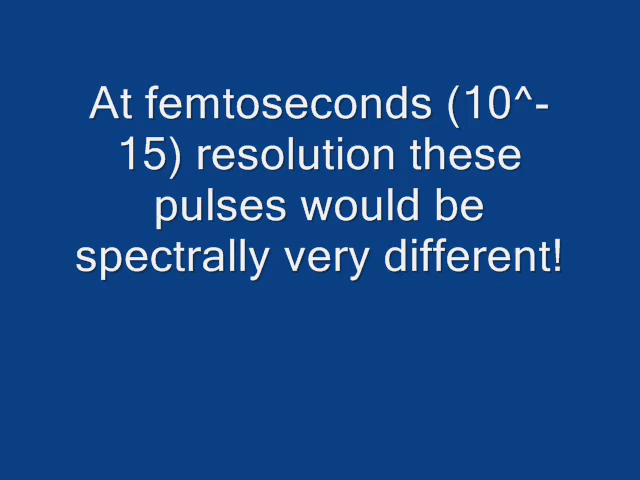 At femtoseconds (10^-
15) resolution these
pulses would be
spectrally very different!